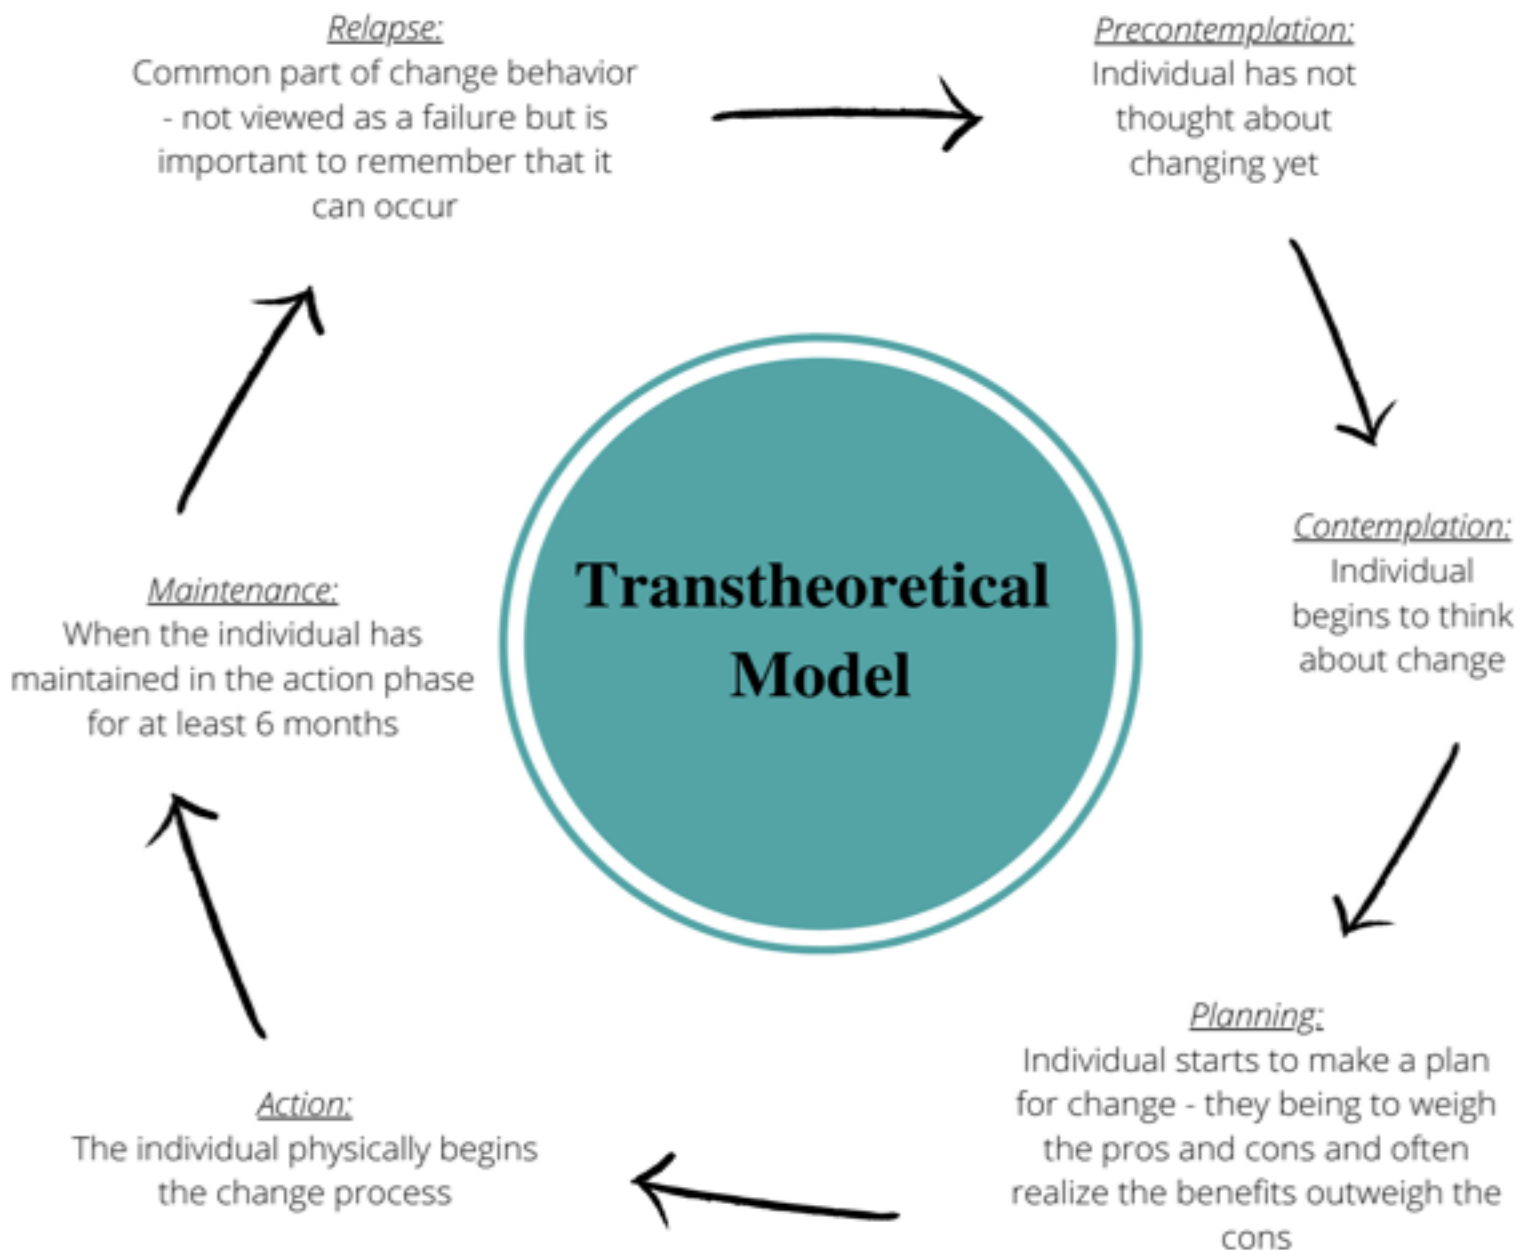 Relapse:
Common part of change behavior
- not viewed as a failure but is
important to remember that it
can occur
Precontemplation:
Individual has not
thought about
changing yet
Contemplation:
Individual
begins to think
about change
Planning:
Individual starts to make a plan
for change - they being to weigh
the pros and cons and often
realize the benefits outweigh the
cons
Action:
The individual physically begins
the change process
Maintenance:
When the individual has
maintained in the action phase
for at least 6 months
Transtheoretical
Model